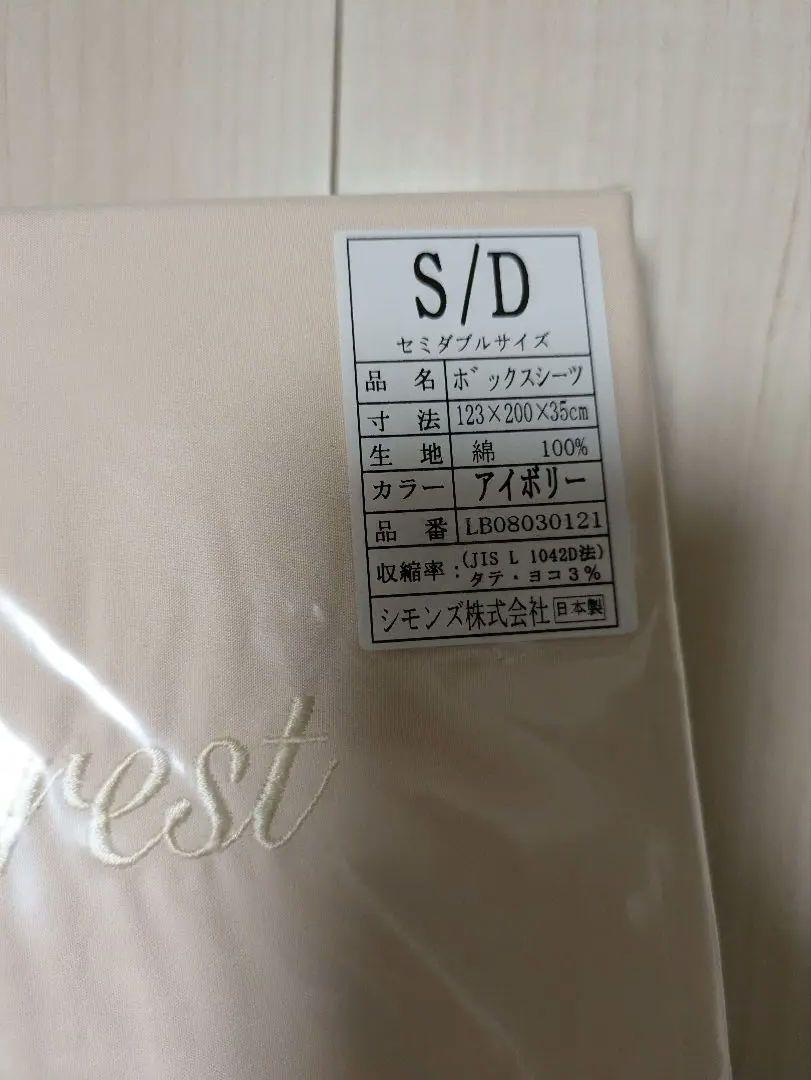 S/D
セミダブルサイズ
品名 ボックスシーツ
寸法 123×200×35cm
生地 綿 100%
カラー アイボリー
品番 LB08030121
収縮率:(JIS L 1042D法)
タテ・ヨコ3%
シモンズ株式会社 日本製
rest